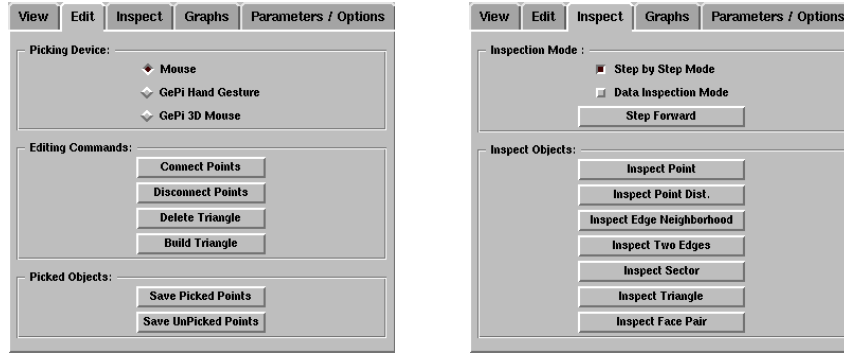 View Edit Inspect Graphs Parameters / Options
Picking Device:
Mouse
GePi Hand Gesture
GePi 3D Mouse
Editing Commands:
Connect Points
Disconnect Points
Delete Triangle
Build Triangle
Picked Objects:
Save Picked Points
Save UnPicked Points
View Edit Inspect Graphs Parameters / Options
Inspection Mode :
Step by Step Mode
Data Inspection Mode
Step Forward
Inspect Objects:
Inspect Point
Inspect Point Dist.
Inspect Edge Neighborhood
Inspect Two Edges
Inspect Sector
Inspect Triangle
Inspect Face Pair